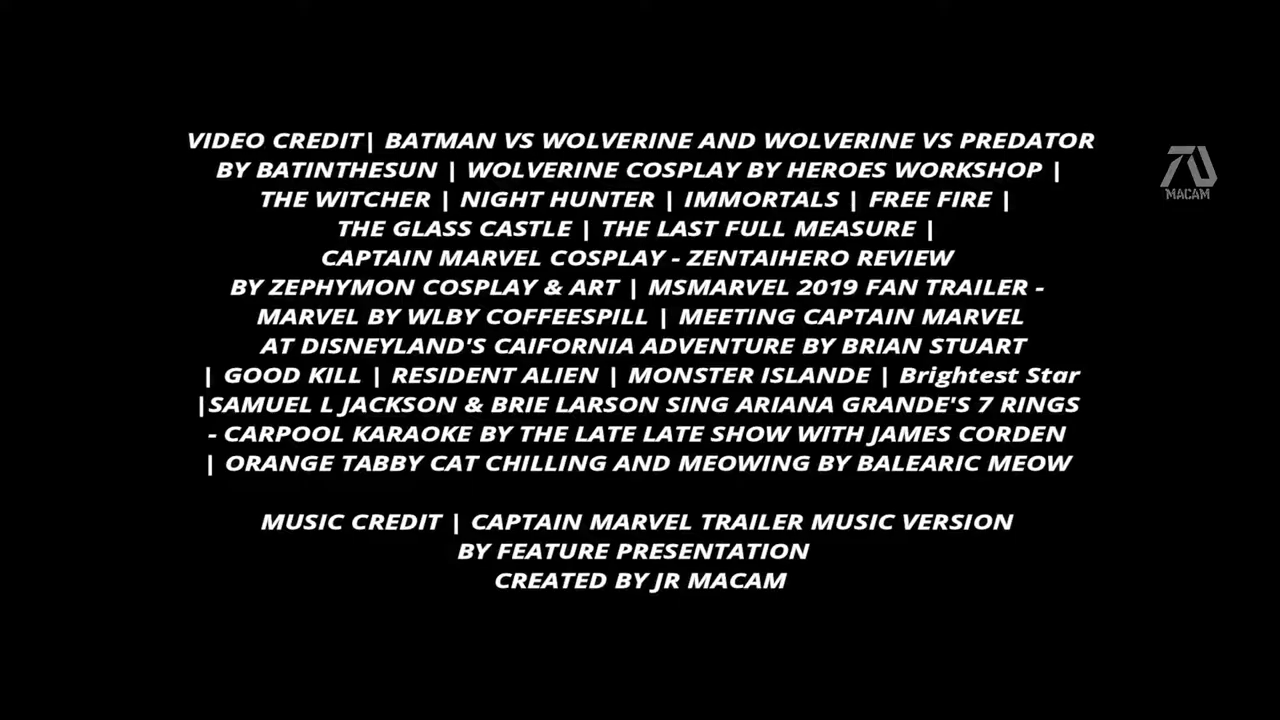 VIDEO CREDIT| BATMAN VS WOLVERINE AND WOLVERINE VS PREDATOR
BY BATINTHESUN | WOLVERINE COSPLAY BY HEROES WORKSHOP |
THE WITCHER | NIGHT HUNTER | IMMORTALS | FREE FIRE |
THE GLASS CASTLE | THE LAST FULL MEASURE |
CAPTAIN MARVEL COSPLAY - ZENTAIHERO REVIEW
BY ZEPHYMON COSPLAY & ART | MSMARVEL 2019 FAN TRAILER -
MARVEL BY WLBY COFFEESPILL | MEETING CAPTAIN MARVEL
AT DISNEYLAND'S CAIFORNIA ADVENTURE BY BRIAN STUART
| GOOD KILL | RESIDENT ALIEN | MONSTER ISLANDE | Brightest Star
|SAMUEL L JACKSON & BRIE LARSON SING ARIANA GRANDE'S 7 RINGS
- CARPOOL KARAOKE BY THE LATE LATE SHOW WITH JAMES CORDEN
| ORANGE TABBY CAT CHILLING AND MEOWING BY BALEARIC MEOW
MUSIC CREDIT | CAPTAIN MARVEL TRAILER MUSIC VERSION
BY FEATURE PRESENTATION
CREATED BY JR MACAM
MACAM